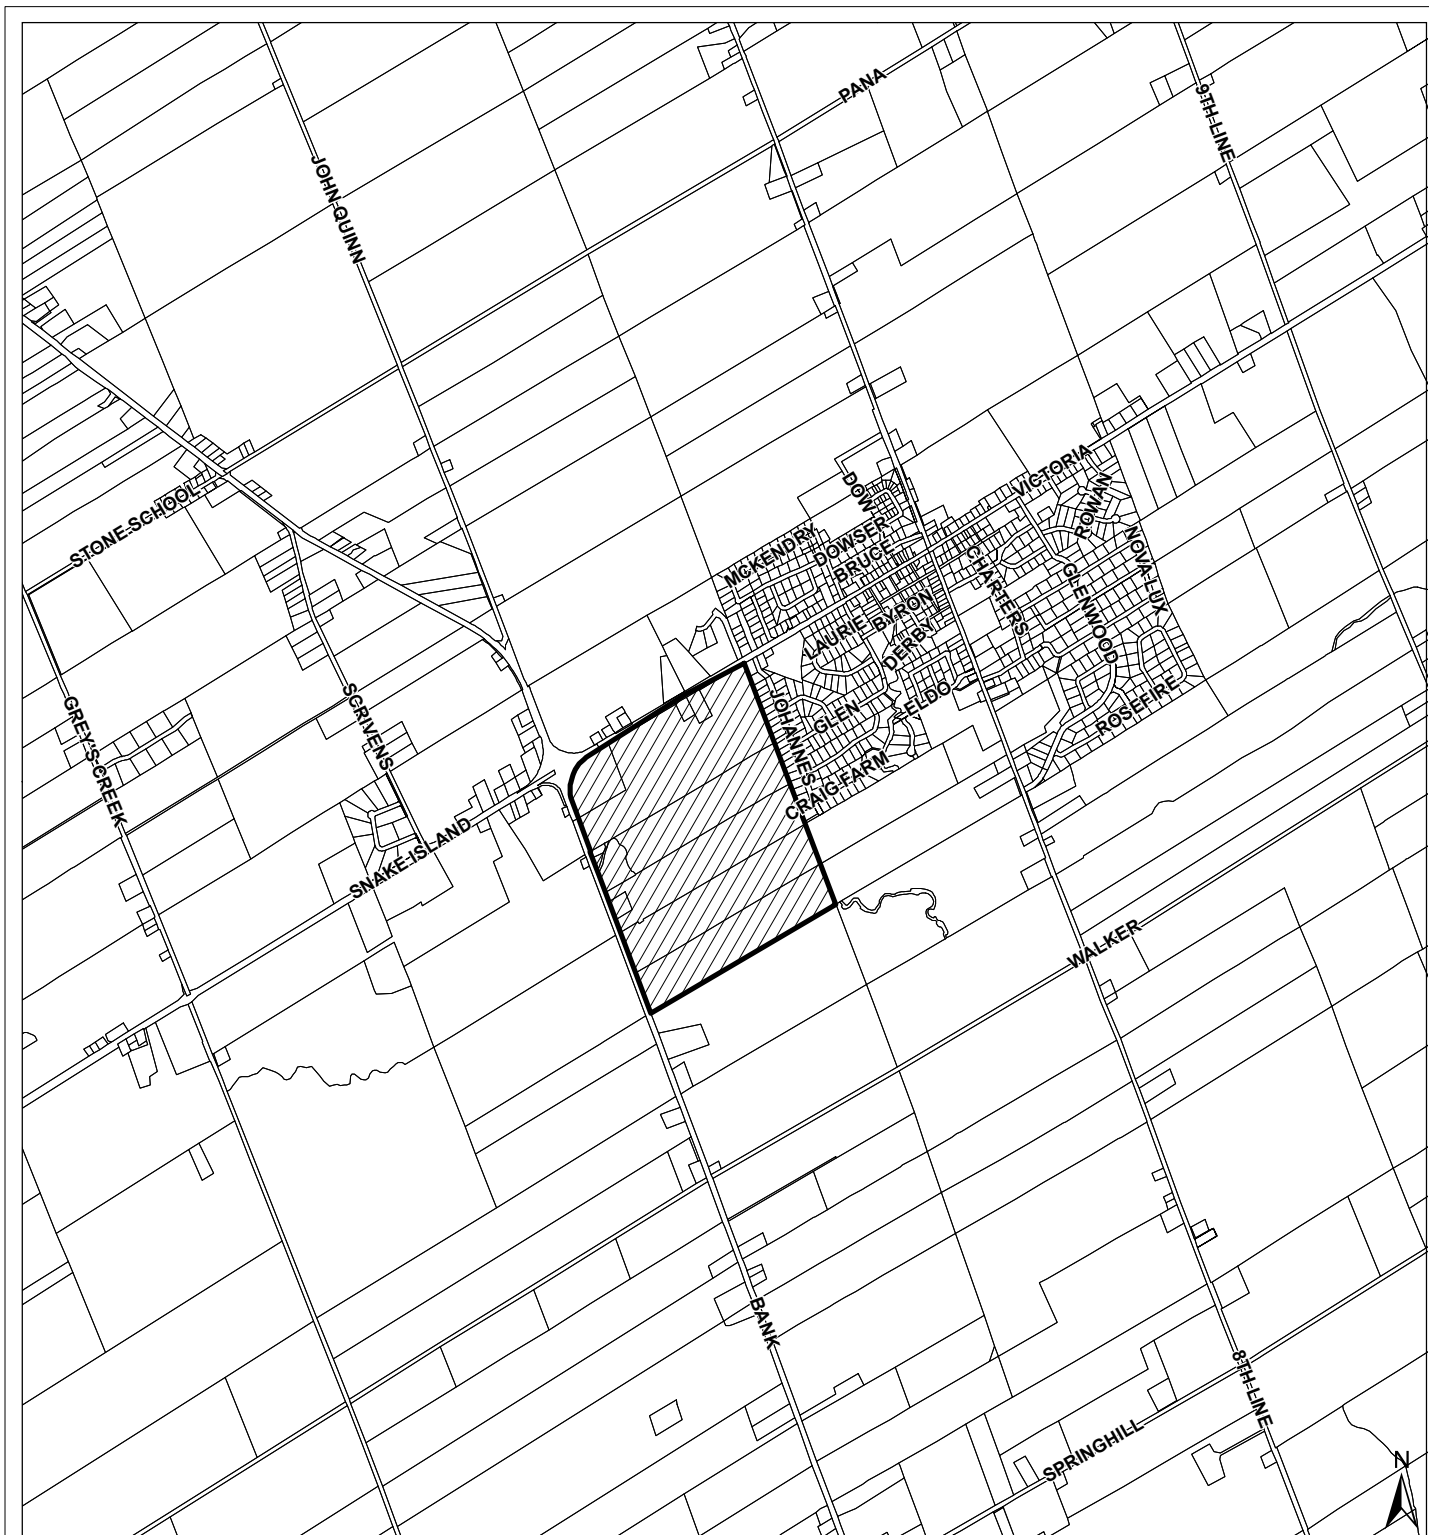 PANA
9TH LINE
JOHN QUINN
VICTORIA
DOW
ROWAN
STONE SCHOOL
MCKENDRY
DOWSER
BRUCE
NOVA LUX
CHARTERS
GLENWOOD
BYRON
LAURIE
DERBY
SCRIVENS
GREY'S CREEK
JOHANNES
GLEN
ELDO
ROSEFIRE
CRAIG FARM
SNAKE ISLAND
WALKER
BANK
8TH LINE
SPRINGHILL
N